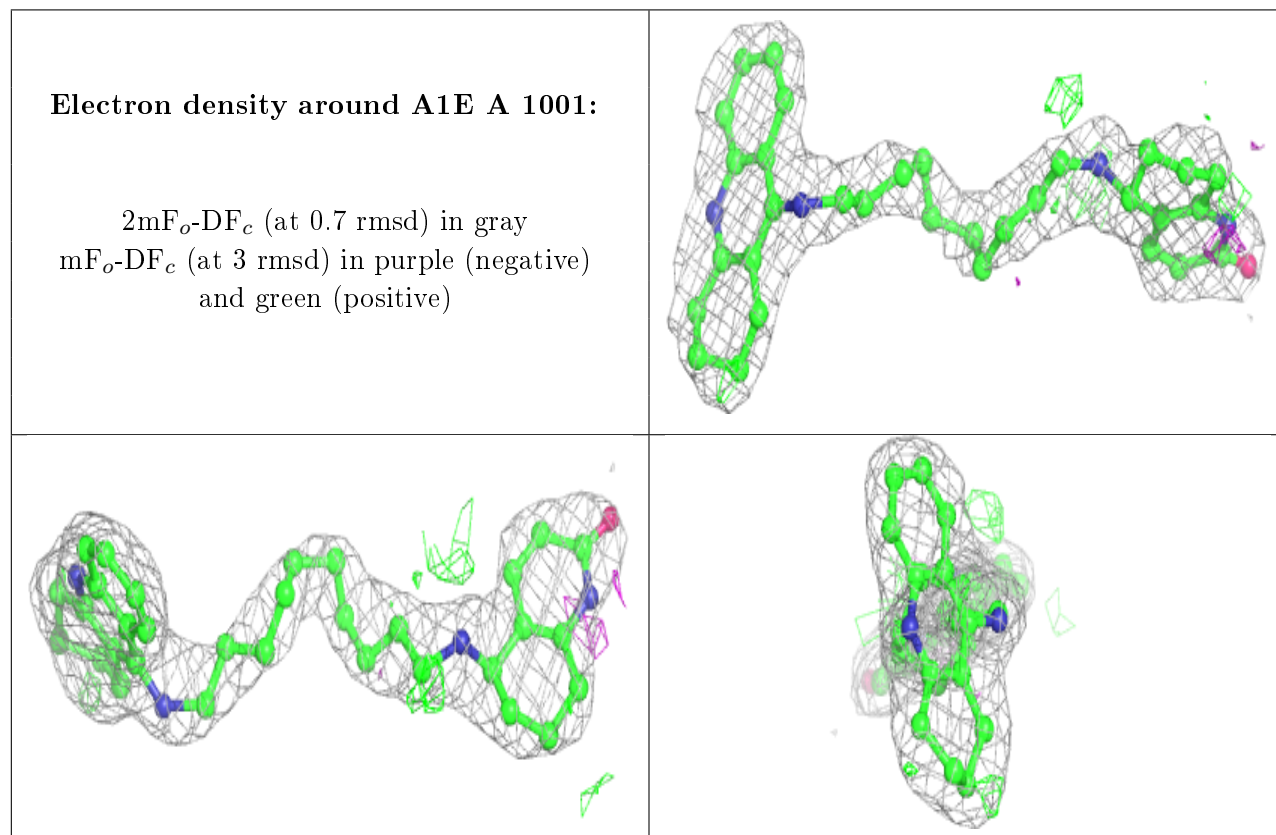 Electron density around A1E A 1001:
2mFₒ-DF𝒸 (at 0.7 rmsd) in gray
mFₒ-DF𝒸 (at 3 rmsd) in purple (negative)
and green (positive)